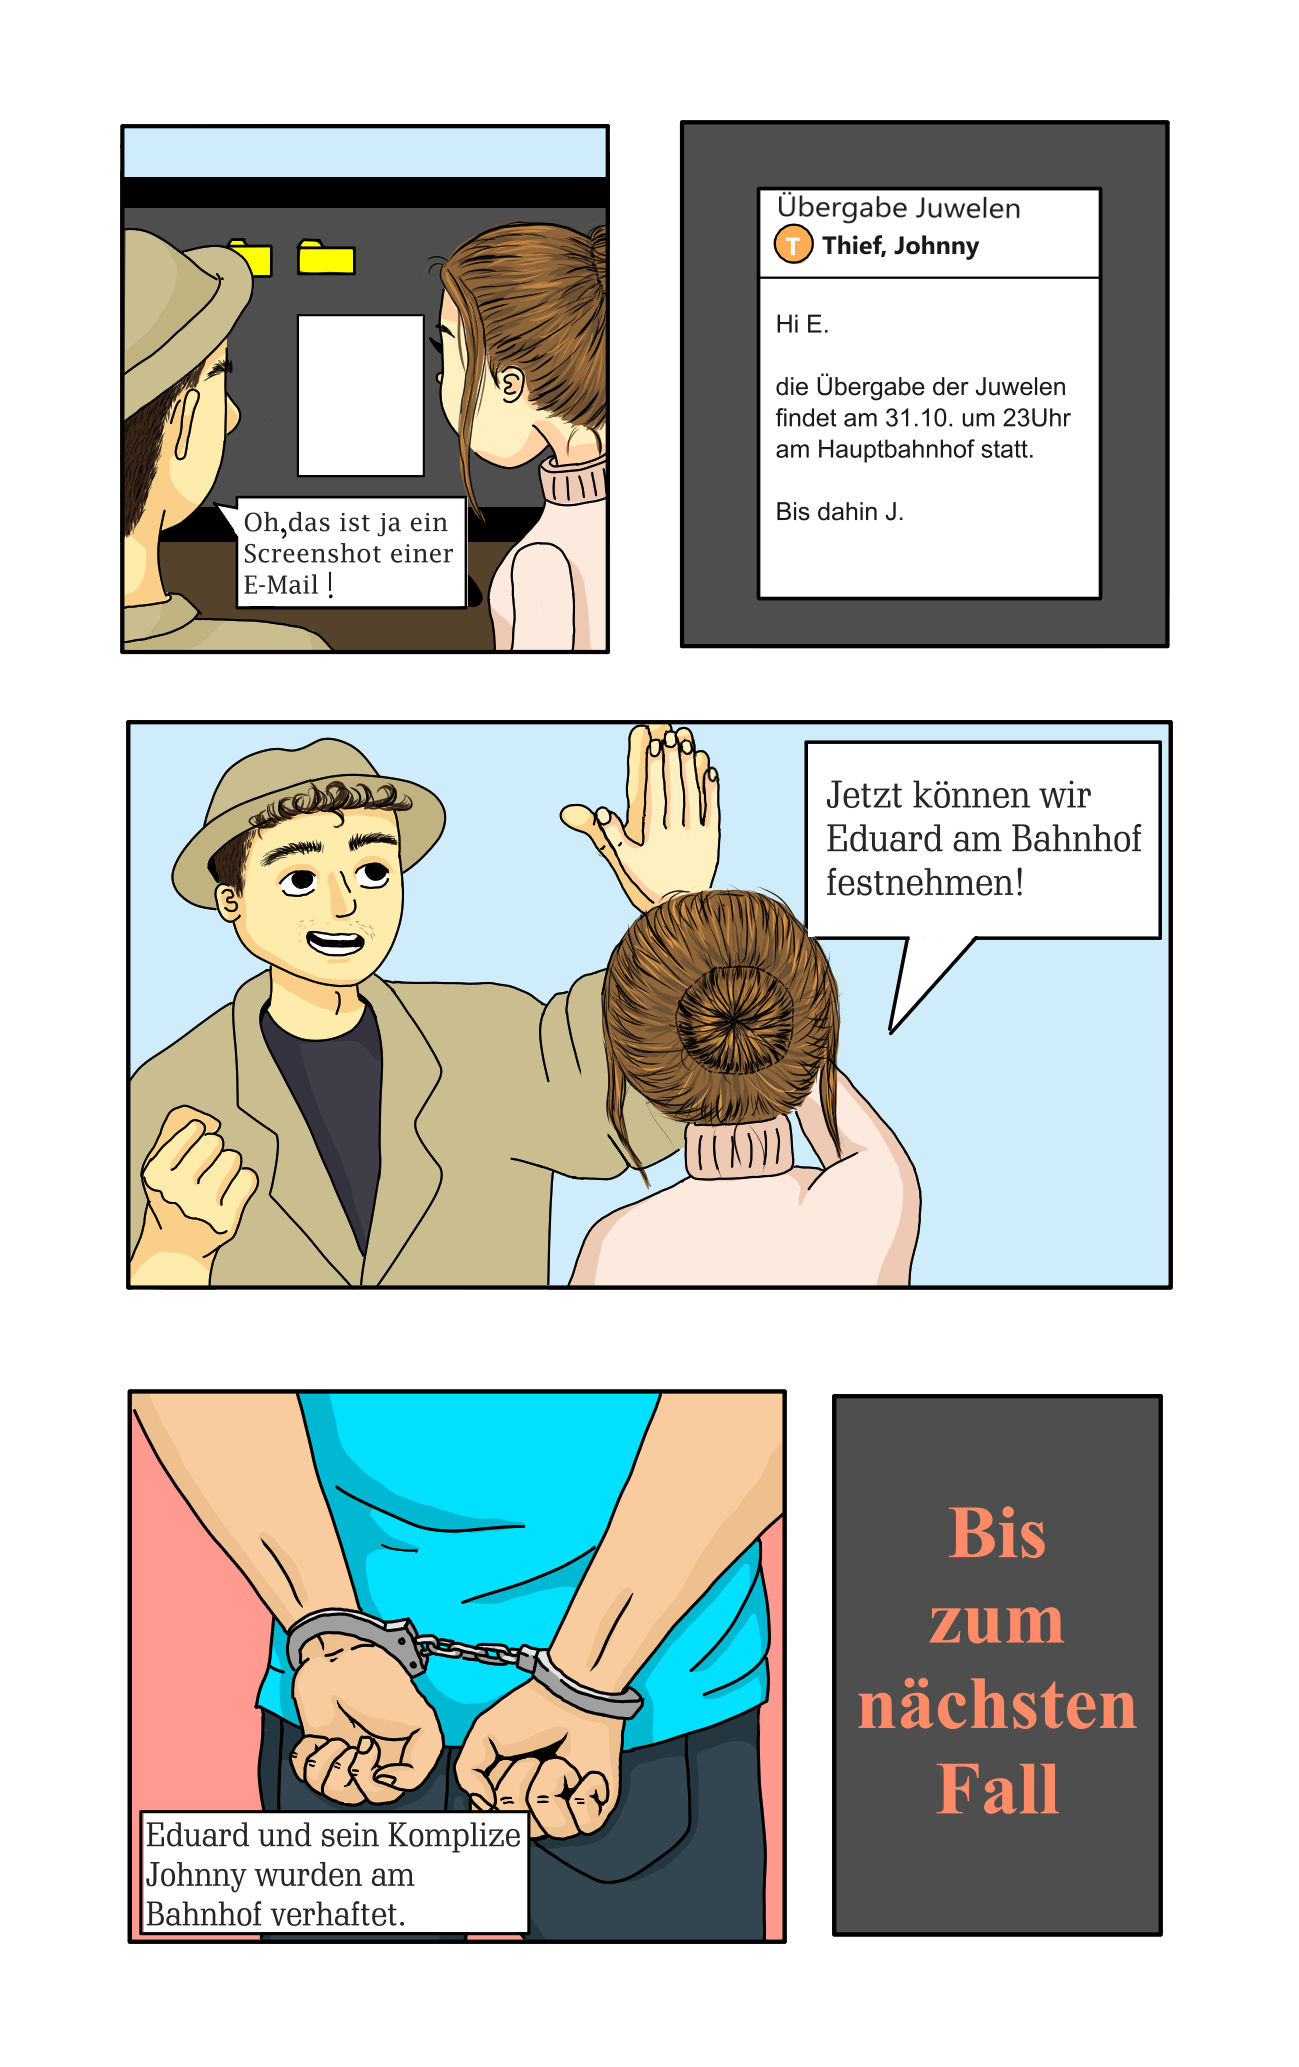 Oh,das ist ja ein
Screenshot einer
E-Mail !
Übergabe Juwelen
T Thief, Johnny
Hi E.
die Übergabe der Juwelen
findet am 31.10. um 23Uhr
am Hauptbahnhof statt.
Bis dahin J.
Jetzt können wir
Eduard am Bahnhof
festnehmen!
Eduard und sein Komplize
Johnny wurden am
Bahnhof verhaftet.
Bis
zum
nächsten
Fall